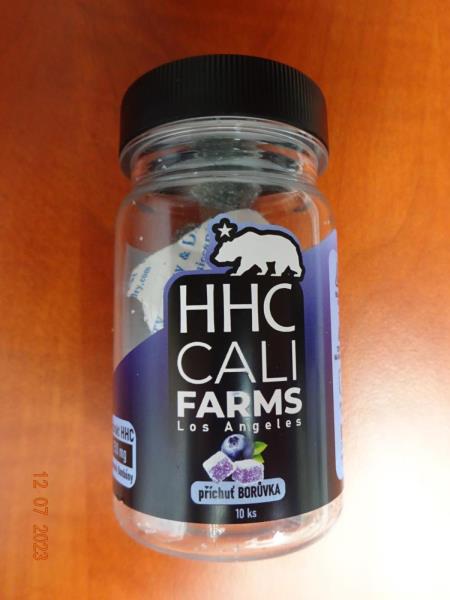 HHC
CALI
FARMS
Los Angeles
příchuť BORŮVKA
10 ks
HHC
mg
& D
12 07 2023